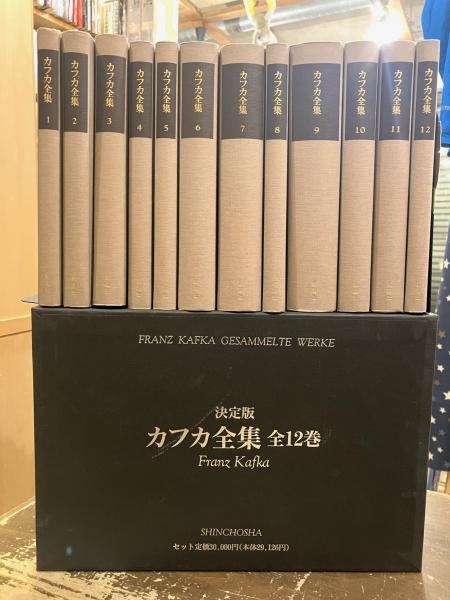 カフカ全集 1
カフカ全集 2
カフカ全集 3
カフカ全集 4
カフカ全集 5
カフカ全集 6
カフカ全集 7
カフカ全集 8
カフカ全集 9
カフカ全集 10
カフカ全集 11
カフカ全集 12
FRANZ KAFKA GESAMMELTE WERKE
決定版
カフカ全集 全12巻
Franz Kafka
SHINCHOSHA
セット定価30,000円(本体29,126円)